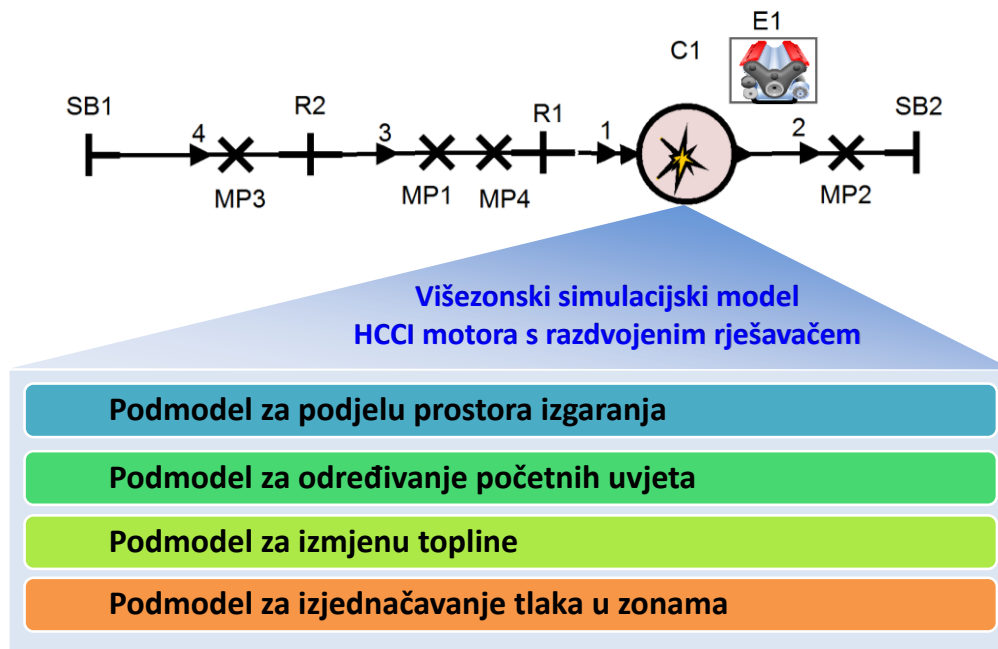 E1
C1
SB1
4
R2
3
R1
1
2
SB2
MP3
MP1
MP4
MP2
Višezonski simulacijski model
HCCI motora s razdvojenim rješavačem
Podmodel za podjelu prostora izgaranja
Podmodel za određivanje početnih uvjeta
Podmodel za izmjenu topline
Podmodel za izjednačavanje tlaka u zonama